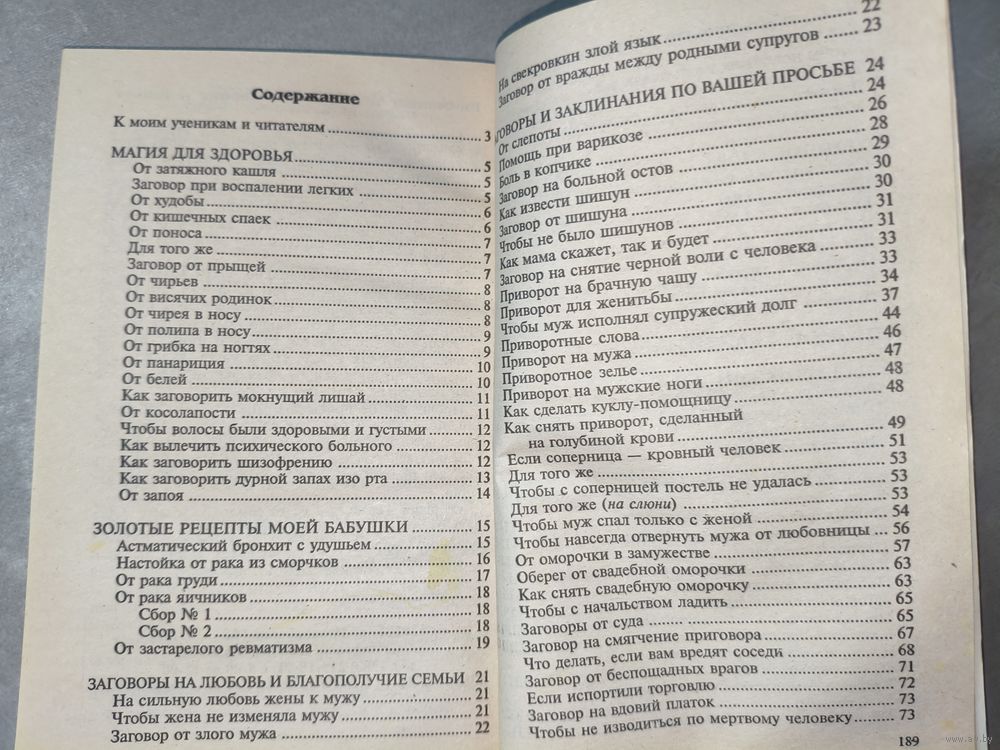 Содержание
К моим ученикам и читателям 3
МАГИЯ ДЛЯ ЗДОРОВЬЯ 5
От затяжного кашля 5
Заговор при воспалении легких 5
От худобы 6
От кишечных спаек 6
От поноса 7
Для того же 7
Заговор от прыщей 7
От чирьев 8
От висячих родинок 8
От чирея в носу 8
От полипа в носу 9
От грибка на ногтях 9
От панариция 10
От белей 10
Как заговорить мокнущий лишай 11
От косолапости 11
Чтобы волосы были здоровыми и густыми 12
Как вылечить психического больного 12
Как заговорить шизофрению 12
Как заговорить дурной запах изо рта 13
От запоя 14
ЗОЛОТЫЕ РЕЦЕПТЫ МОЕЙ БАБУШКИ 15
Астматический бронхит с удушьем 15
Настойка от рака из сморчков 16
От рака груди 17
От рака яичников 18
Сбор № 1 18
Сбор № 2 18
От застарелого ревматизма 19
ЗАГОВОРЫ НА ЛЮБОВЬ И БЛАГОПОЛУЧИЕ СЕМЬИ 21
На сильную любовь жены к мужу 21
Чтобы жена не изменяла мужу 21
Заговор от злого мужа 22
На свекровкин злой язык 22
Заговор от вражды между родными супругов 23
ГОВОРЫ И ЗАКЛИНАНИЯ ПО ВАШЕЙ ПРОСЬБЕ 24
От слепоты 24
Помощь при варикозе 26
Боль в копчике 28
Заговор на больной остов 29
Как извести шишун 30
Заговор от шишуна 30
Чтобы не было шишунов 31
Как мама скажет, так и будет 31
Заговор на снятие черной воли с человека 33
Приворот на брачную чашу 33
Приворот для женитьбы 34
Чтобы муж исполнял супружеский долг 37
Приворотные слова 44
Приворот на мужа 46
Приворотное зелье 47
Приворот на мужские ноги 48
Как сделать куклу-помощницу 48
Как снять приворот, сделанный
на голубиной крови 49
Если соперница — кровный человек 51
Для того же 53
Чтобы с соперницей постель не удалась 53
Для того же (на слюни) 53
Чтобы муж спал только с женой 54
Чтобы навсегда отвернуть мужа от любовницы 56
От оморочки в замужестве 57
Оберег от свадебной оморочки 63
Как снять свадебную оморочку 63
Чтобы с начальством ладить 65
Заговоры от суда 65
Заговор на смягчение приговора 67
Что делать, если вам вредят соседи 68
Заговор от беспощадных врагов 71
Если испортили торговлю 72
Заговор на вдовий платок 73
Чтобы не изводиться по мертвому человеку 73
189
www.av.by